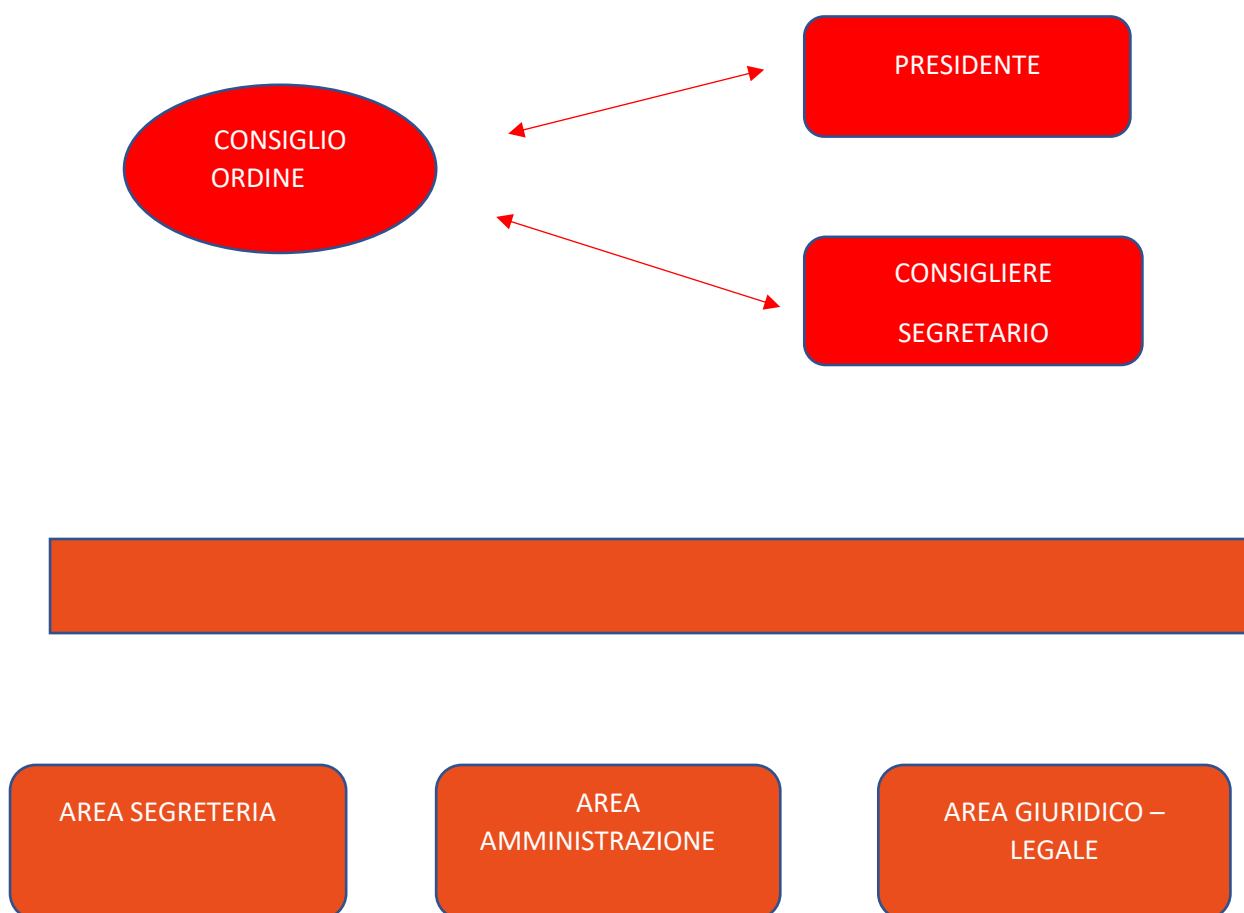 PRESIDENTE
CONSIGLIO
ORDINE
CONSIGLIERE
SEGRETARIO
AREA SEGRETERIA
AREA
AMMINISTRAZIONE
AREA GIURIDICO –
LEGALE